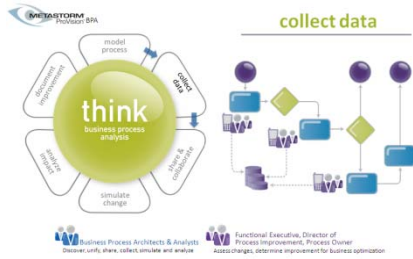 METASTORM
ProVision BPA
collect data
model
process
collect
data
share &
collaborate
simulate
change
analyze
impact
document
improvement
think
business process
analysis
Business Process Architects & Analysts
Discover, unify, share, collect, simulate and analyze
Functional Executive, Director of
Process Improvement, Process Owner
Assess changes, determine improvement for business optimization